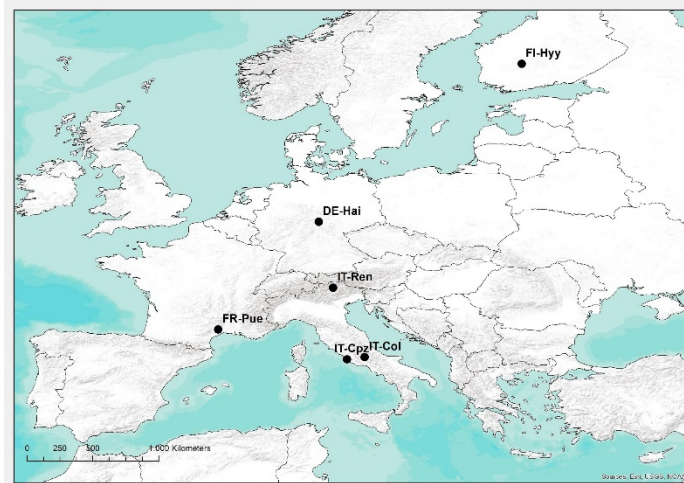 FI-Hyy
DE-Hai
IT-Ren
FR-Pue
IT-Cpz IT-Col
0 250 500 1.000 Kilometers
Sources: Esri, USGS, NOAA